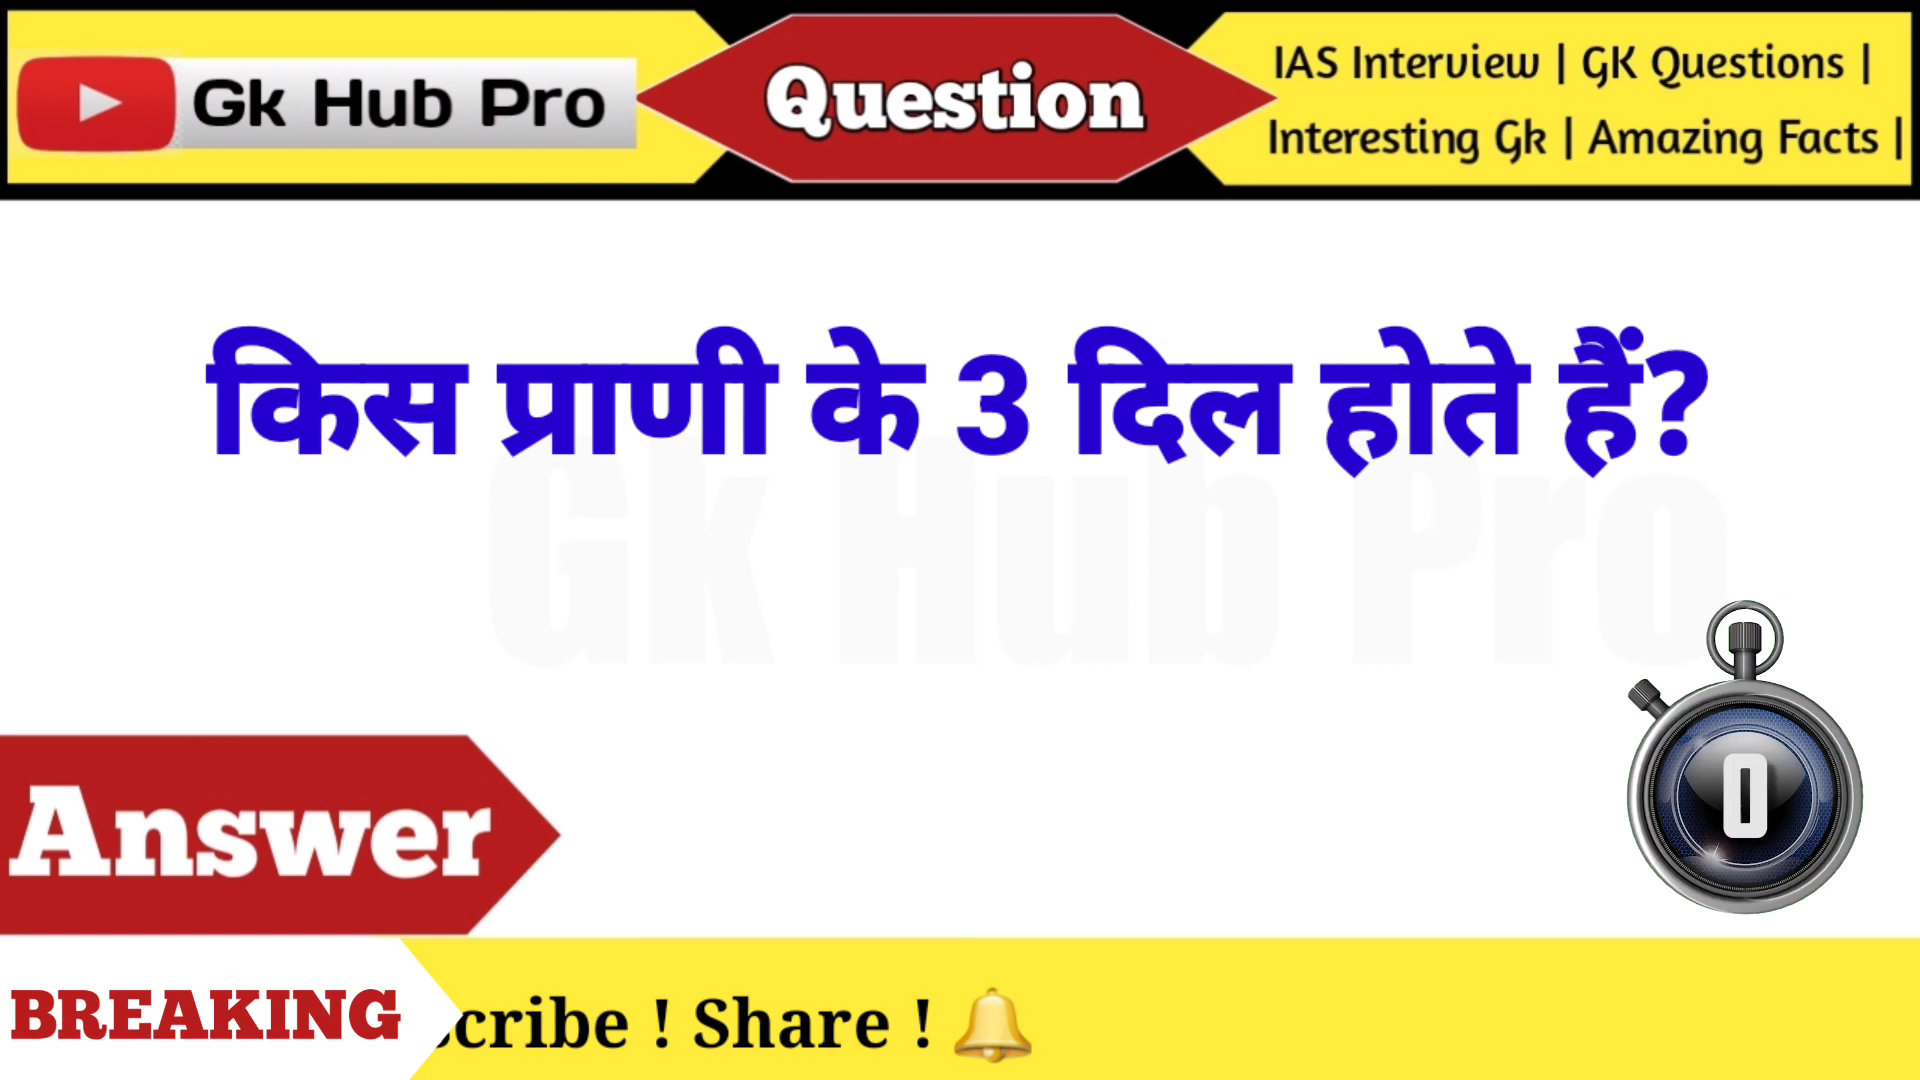 Gk Hub Pro
Question
IAS Interview | GK Questions |
Interesting Gk | Amazing Facts |
किस प्राणी के 3 दिल होते हैं?
Gk Hub Pro
Answer
0
BREAKING
cribe ! Share ! 🔔